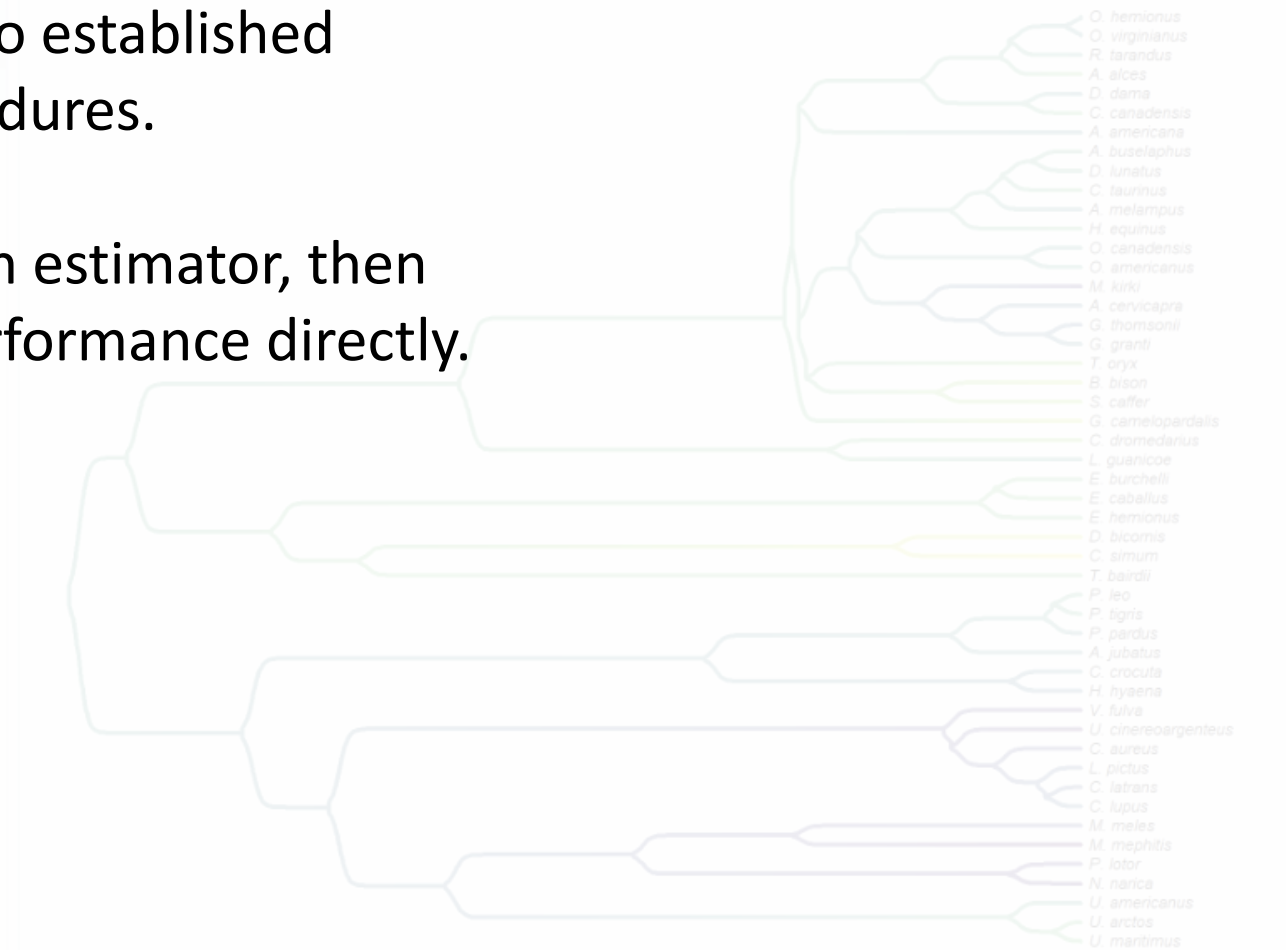 o established
dures.
n estimator, then
rformance directly.
O. hemionus
O. virginianus
R. tarandus
A. alces
D. dama
C. canadensis
A. americana
A. buselaphus
D. lunatus
C. taurinus
A. melampus
H. equinus
O. canadensis
O. americanus
M. kirki
A. cervicapra
G. thomsonii
G. granti
T. oryx
B. bison
S. caffer
G. camelopardalis
C. dromedarius
L. guanicoe
E. burchelli
E. caballus
E. hemionus
D. bicornis
C. simum
T. bairdii
P. leo
P. tigris
P. pardus
A. jubatus
C. crocuta
H. hyaena
V. fulva
U. cinereoargenteus
C. aureus
L. pictus
C. latrans
C. lupus
M. meles
M. mephitis
P. lotor
N. narica
U. americanus
U. arctos
U. maritimus